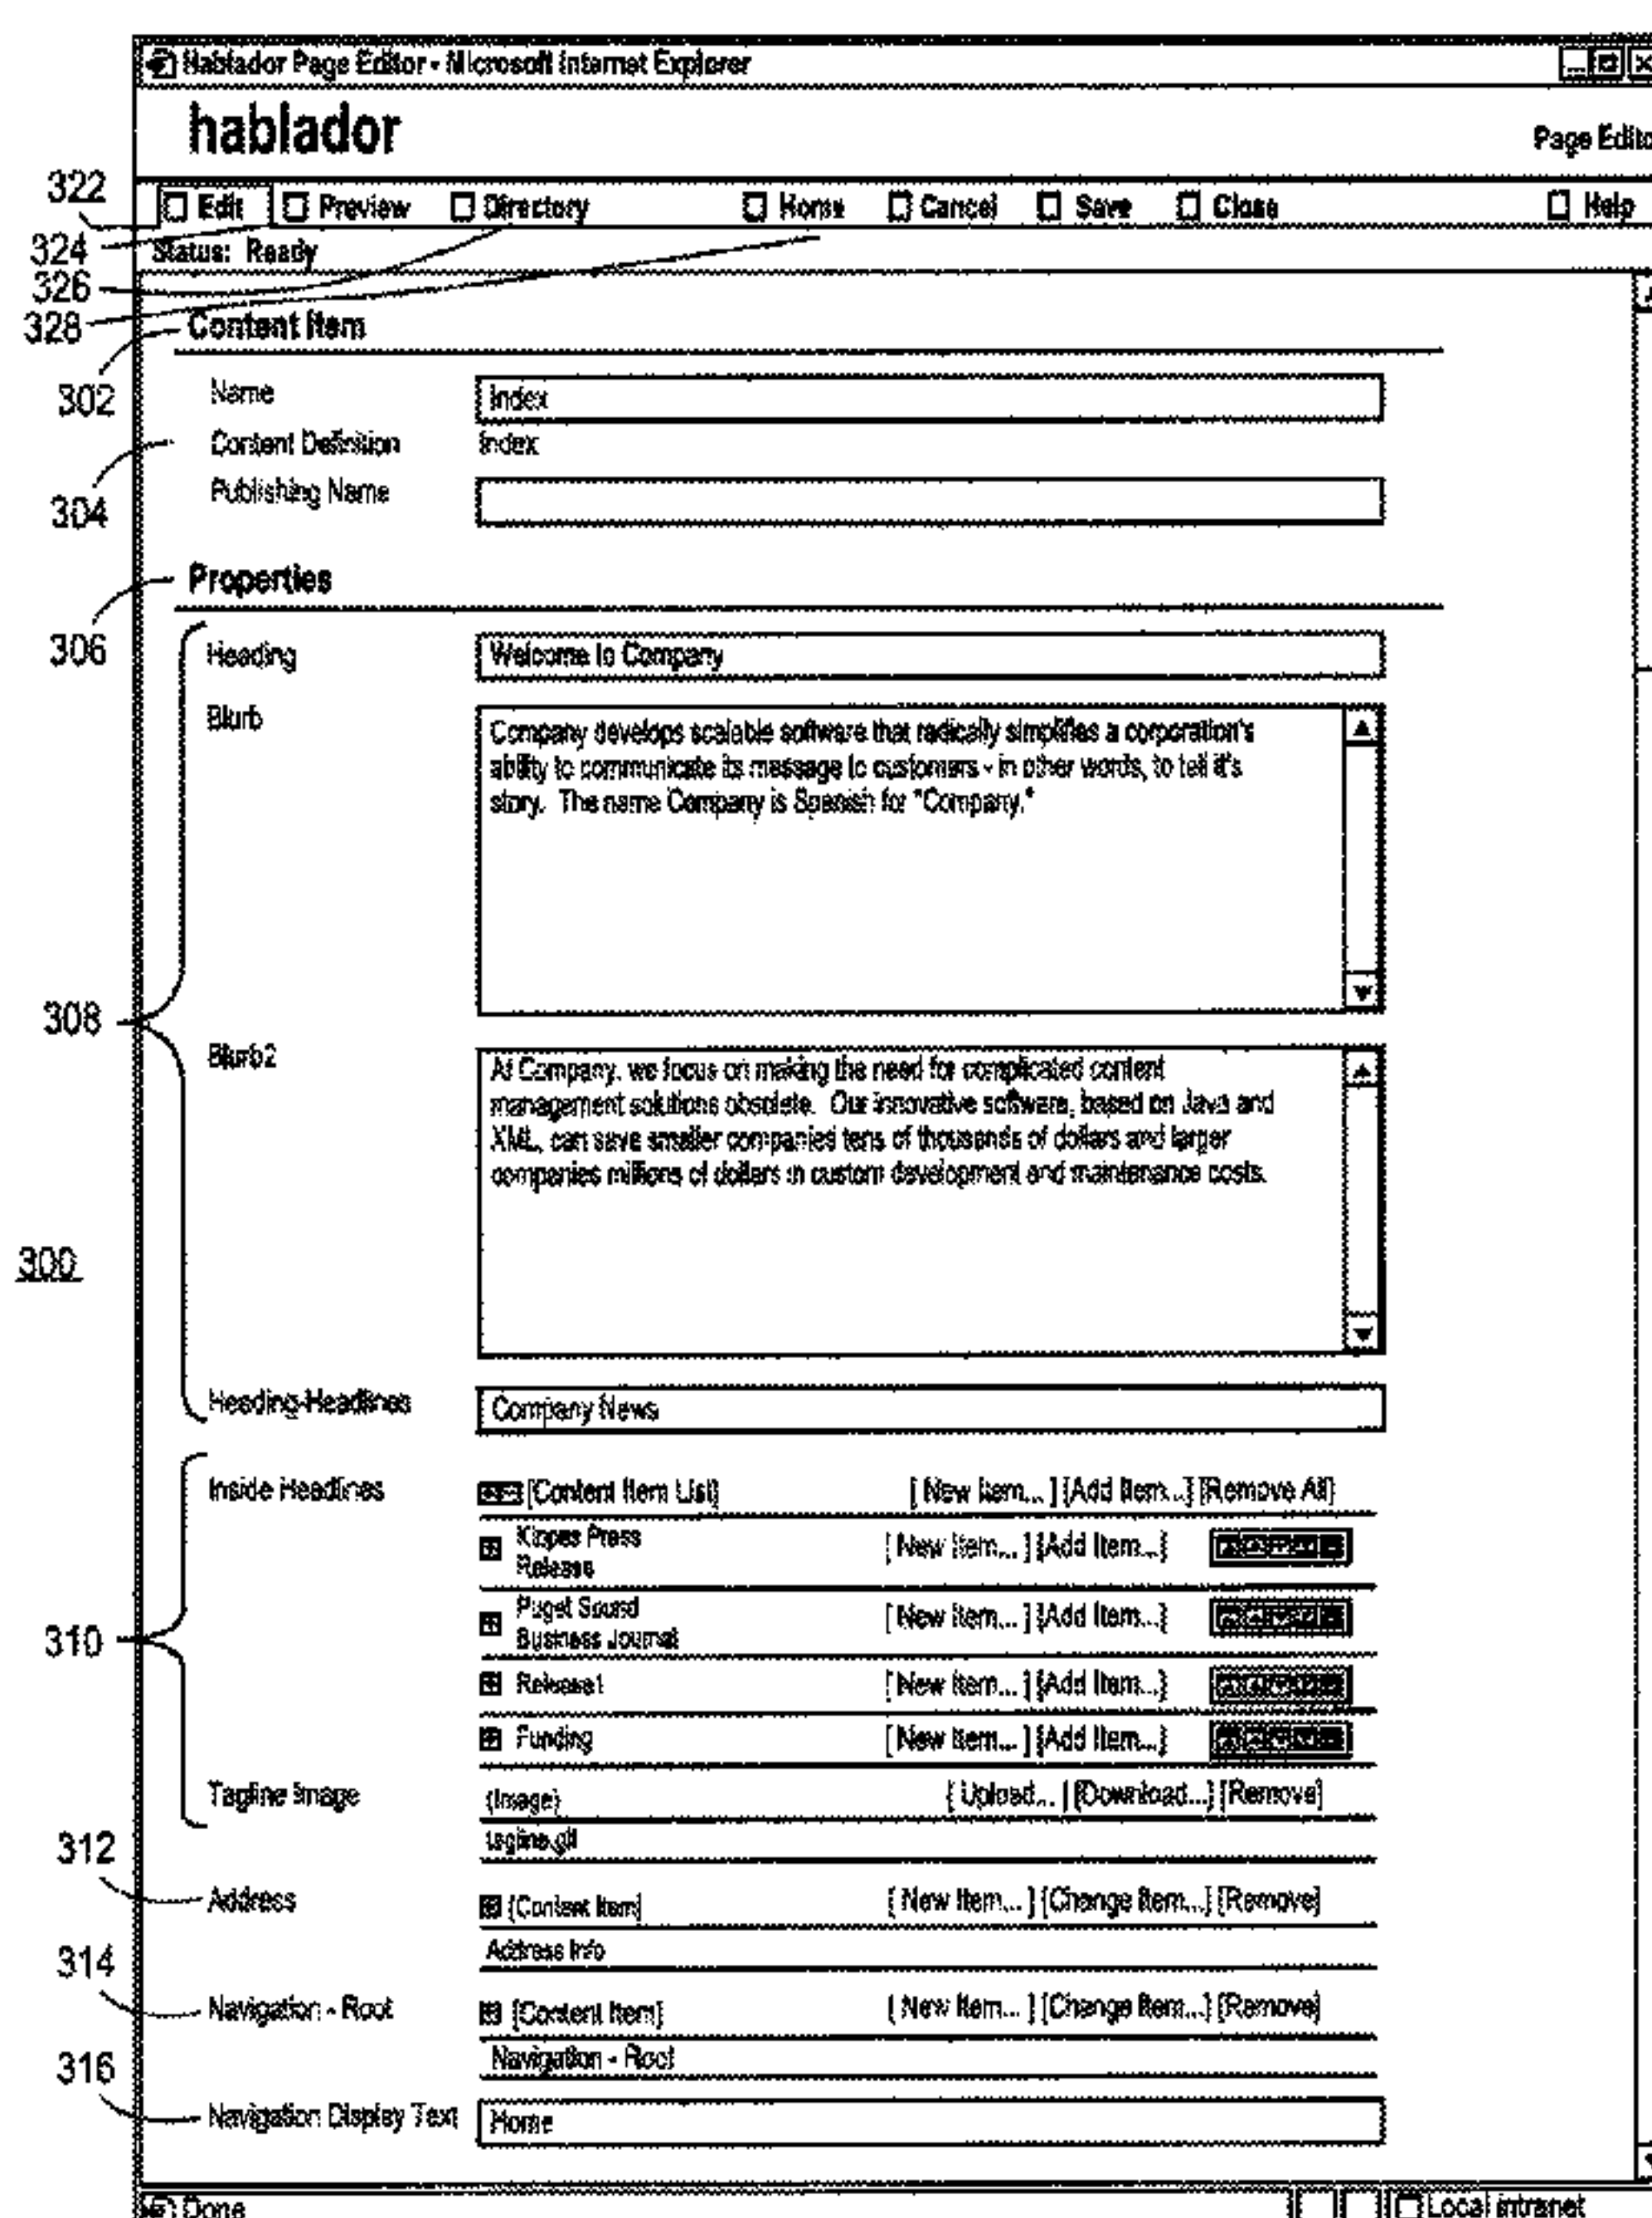 Hablador Page Editor - Microsoft Internet Explorer
hablador
Page Edito
322
Edit Preview Directory Home Cancel Save Close Help
324
Status: Ready
326
328
Content Item
302
Name Index
Content Definition Index
304
Publishing Name
Properties
306
Heading Welcome to Company
Blurb
Company develops scalable software that radically simplifies a corporation's
ability to communicate its message to customers - in other words, to tell it's
story. The name Company is Spanish for "Company."
308
Blurb2
At Company, we focus on making the need for complicated content
management solutions obsolete. Our innovative software, based on Java and
XML, can save smaller companies tens of thousands of dollars and larger
companies millions of dollars in custom development and maintenance costs.
300
Heading-Headlines Company News
Inside Headlines [Content Item List] [ New Item... ] [Add Item...] [Remove All]
Press [ New Item... ] [Add Item...]
Release
310
Puget Sound [ New Item... ] [Add Item...]
Business Journal
Release1 [ New Item... ] [Add Item...]
Funding [ New Item... ] [Add Item...]
Tagline Image [Image] [ Upload... ] [Download...] [Remove]
tagline.gif
312
Address [Content Item] [ New Item... ] [Change Item...] [Remove]
Address Info
314
Navigation - Root [Content Item] [ New Item... ] [Change Item...] [Remove]
Navigation - Root
316
Navigation Display Text Home
Done Local intranet